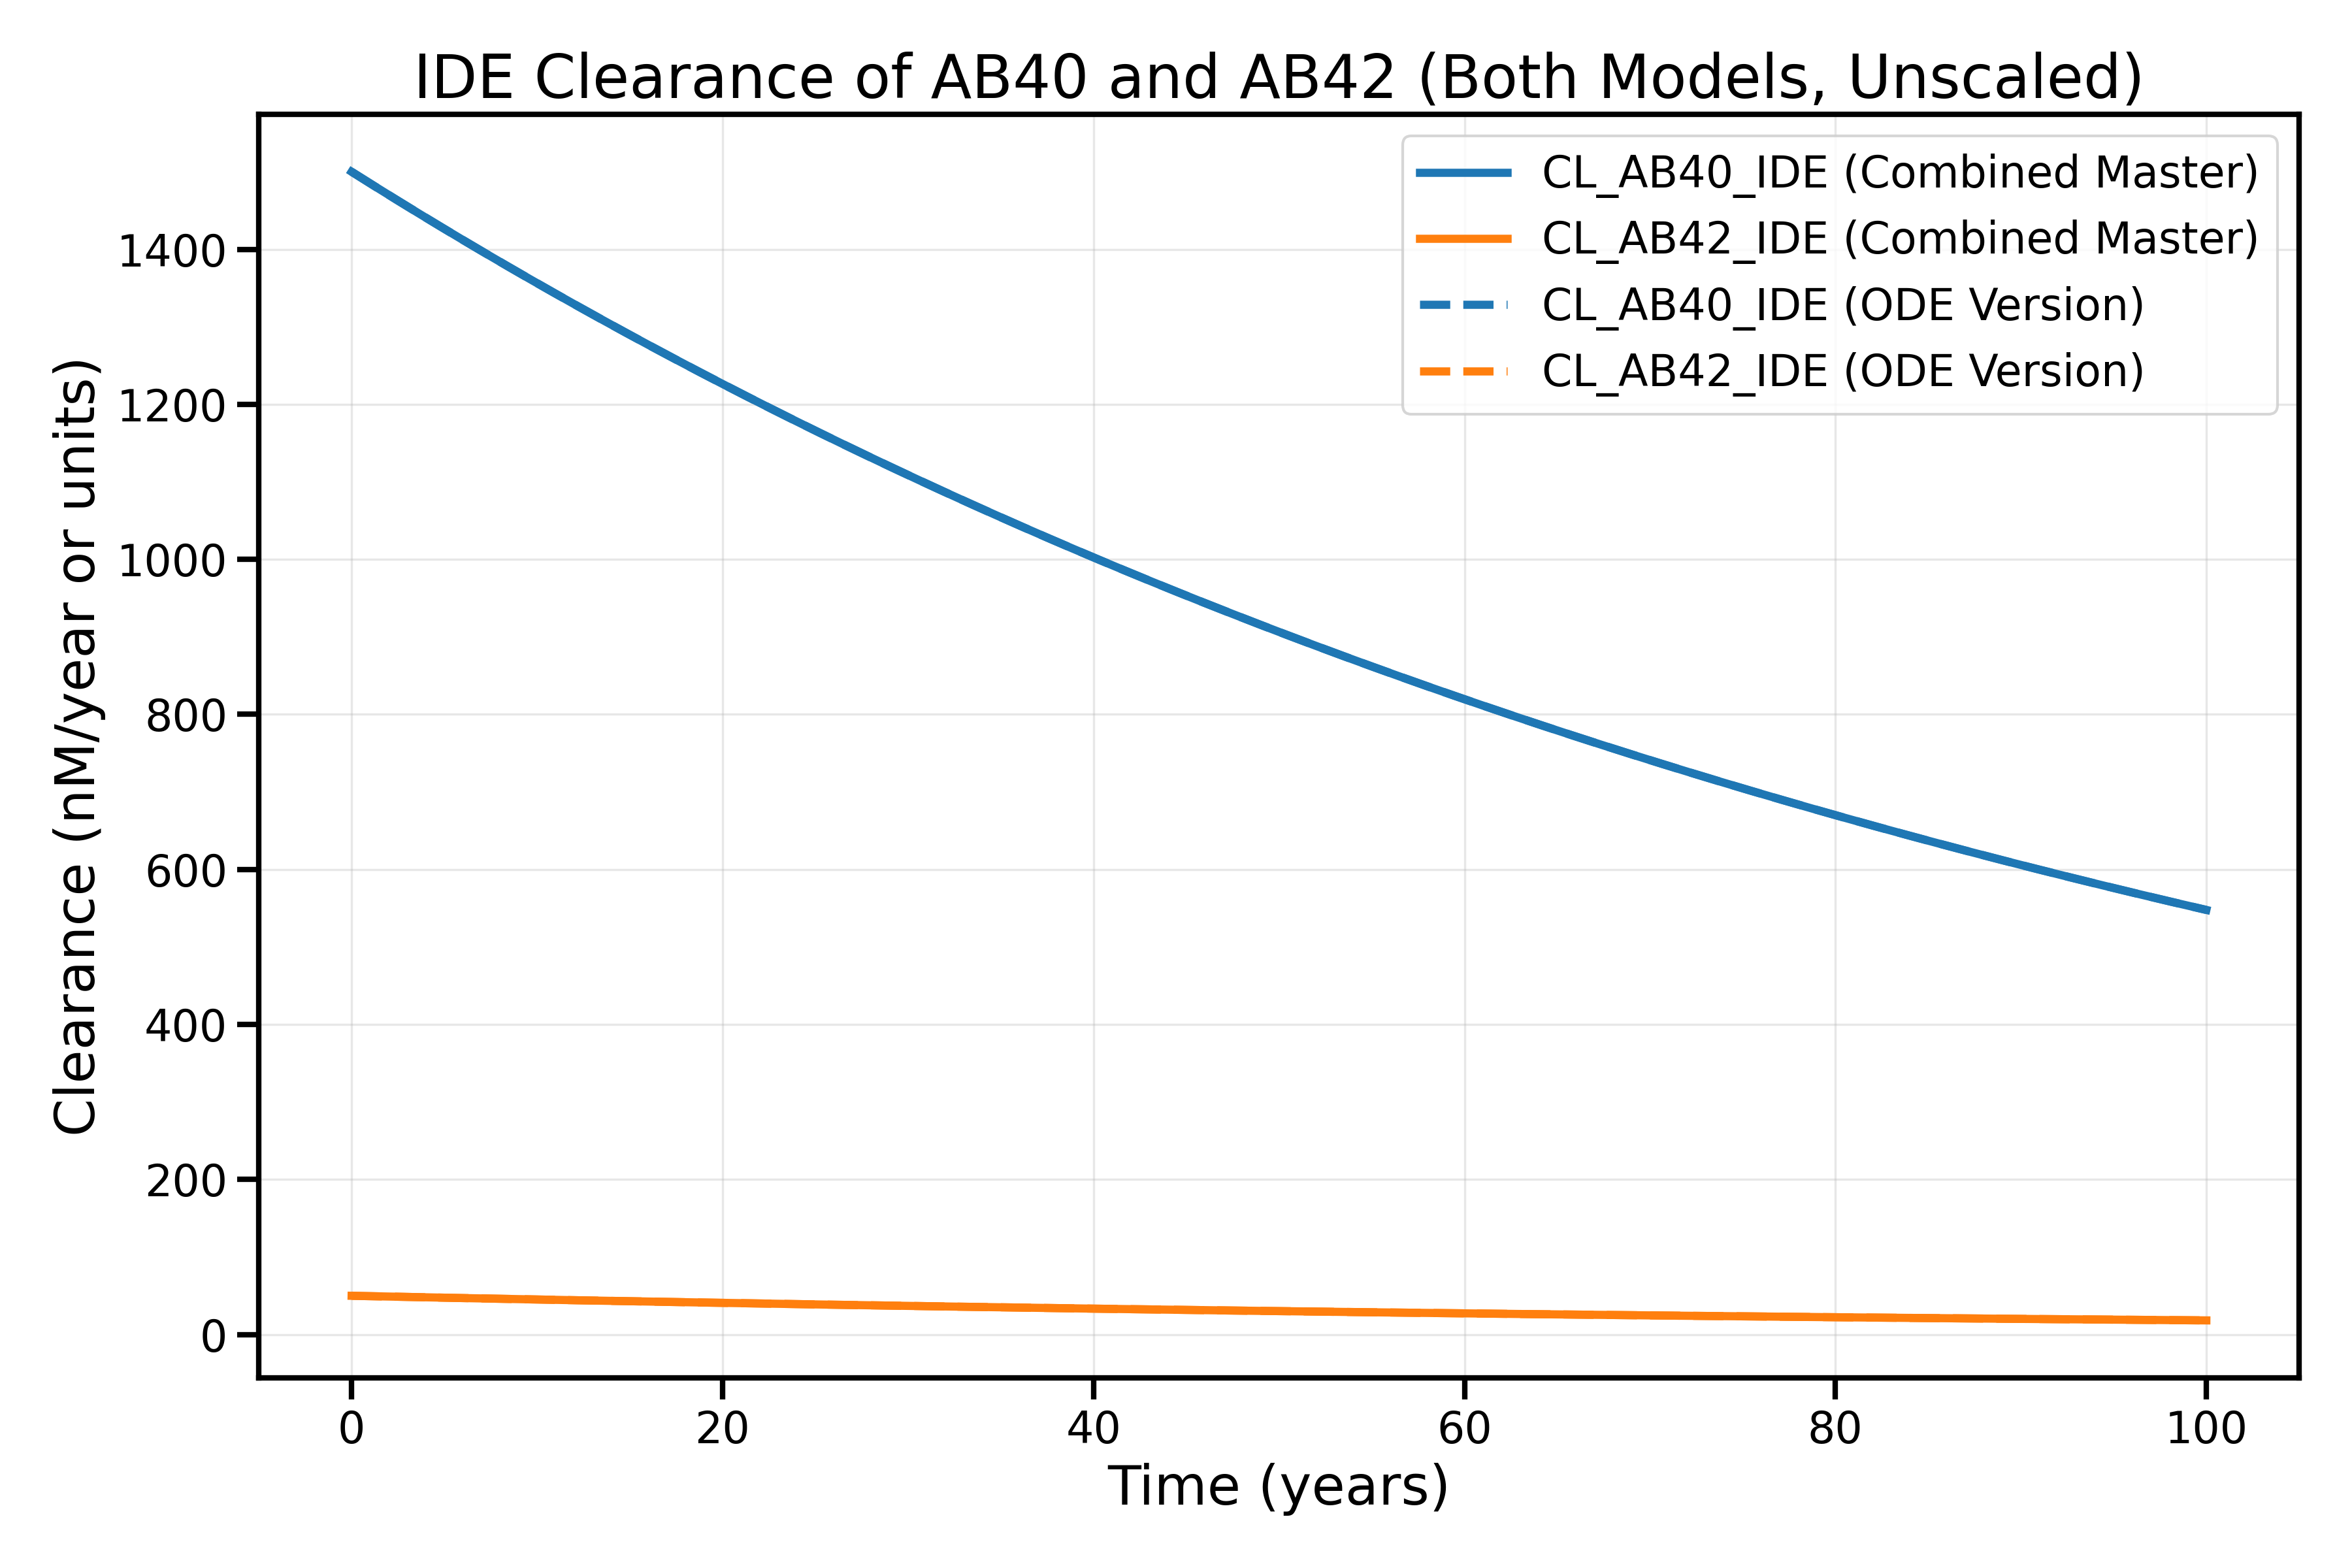 IDE Clearance of AB40 and AB42 (Both Models, Unscaled)
CL_AB40_IDE (Combined Master)
CL_AB42_IDE (Combined Master)
CL_AB40_IDE (ODE Version)
CL_AB42_IDE (ODE Version)
Clearance (nM/year or units)
1400
1200
1000
800
600
400
200
0
0 20 40 60 80 100
Time (years)